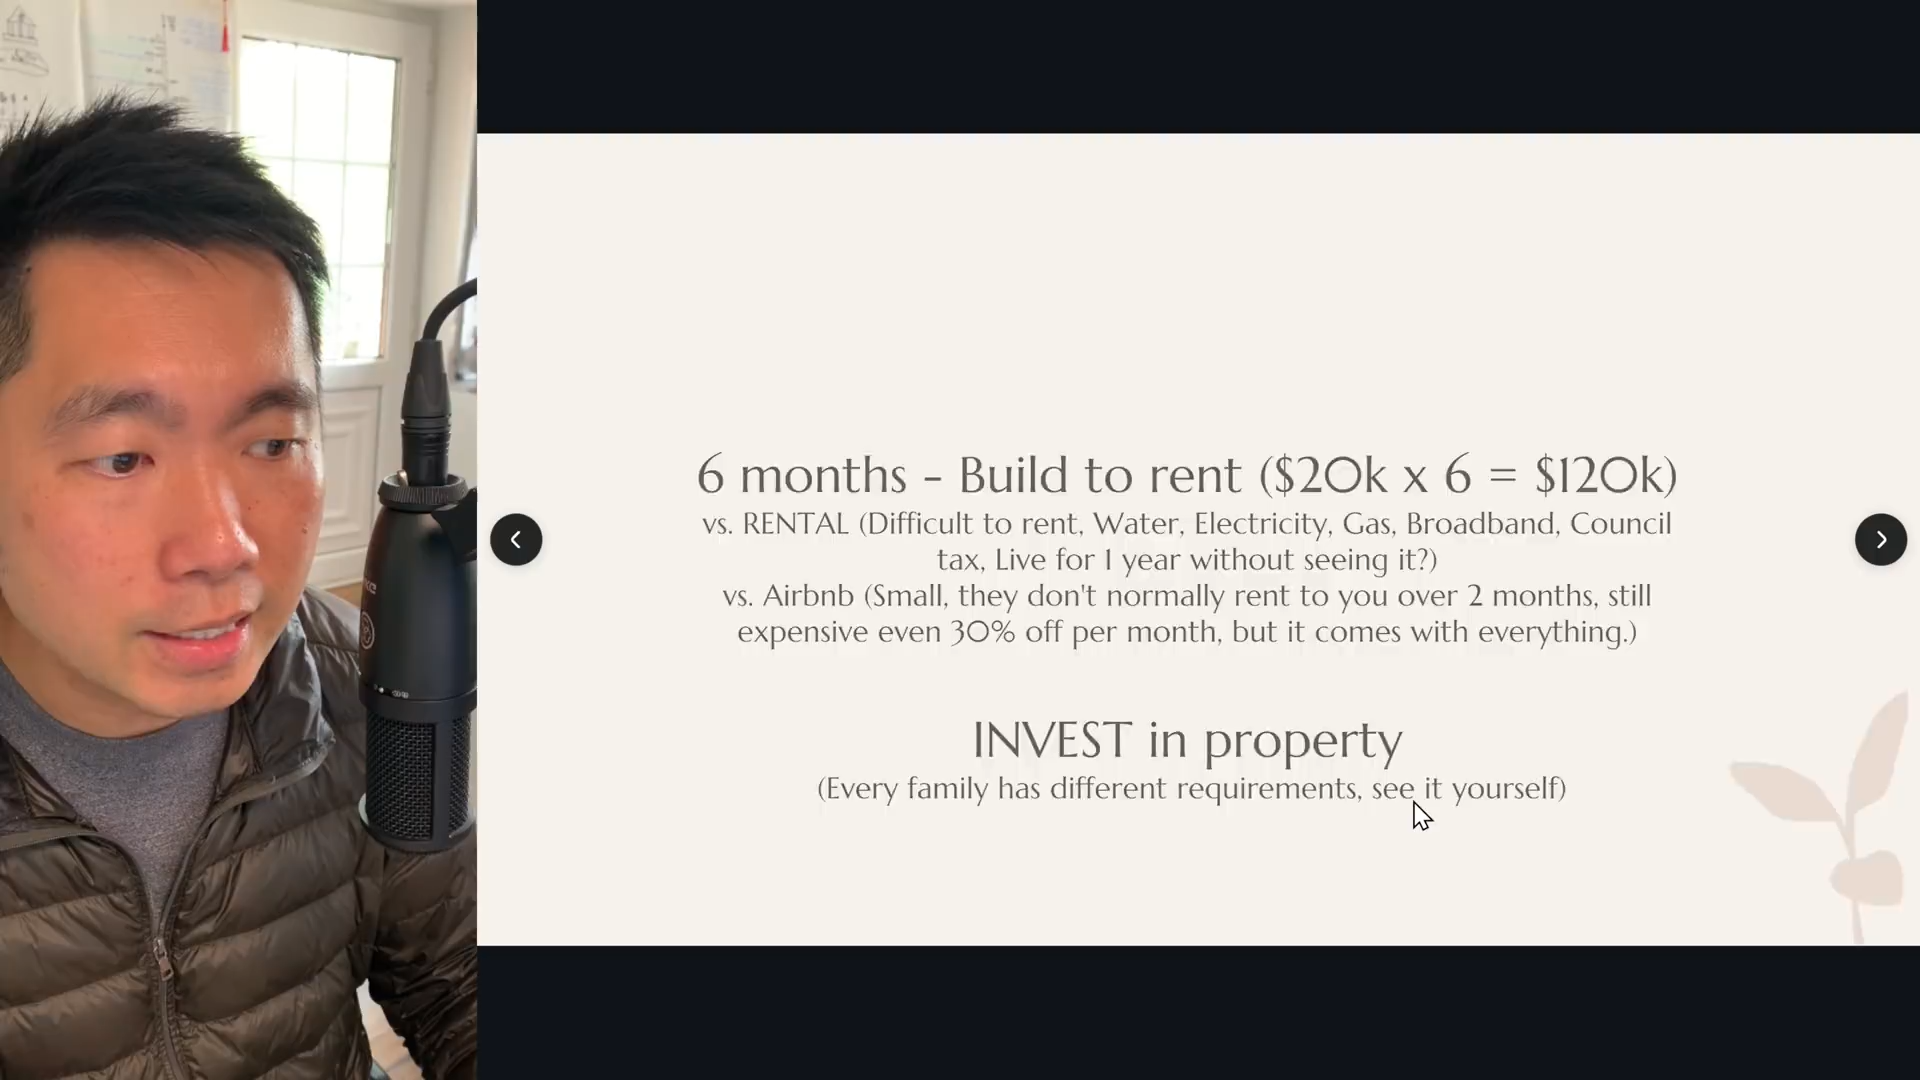 6 months - Build to rent ($20k x 6 = $120k)
vs. RENTAL (Difficult to rent, Water, Electricity, Gas, Broadband, Council
tax, Live for 1 year without seeing it?)
vs. Airbnb (Small, they don't normally rent to you over 2 months, still
expensive even 30% off per month, but it comes with everything.)
INVEST in property
(Every family has different requirements, see it yourself)